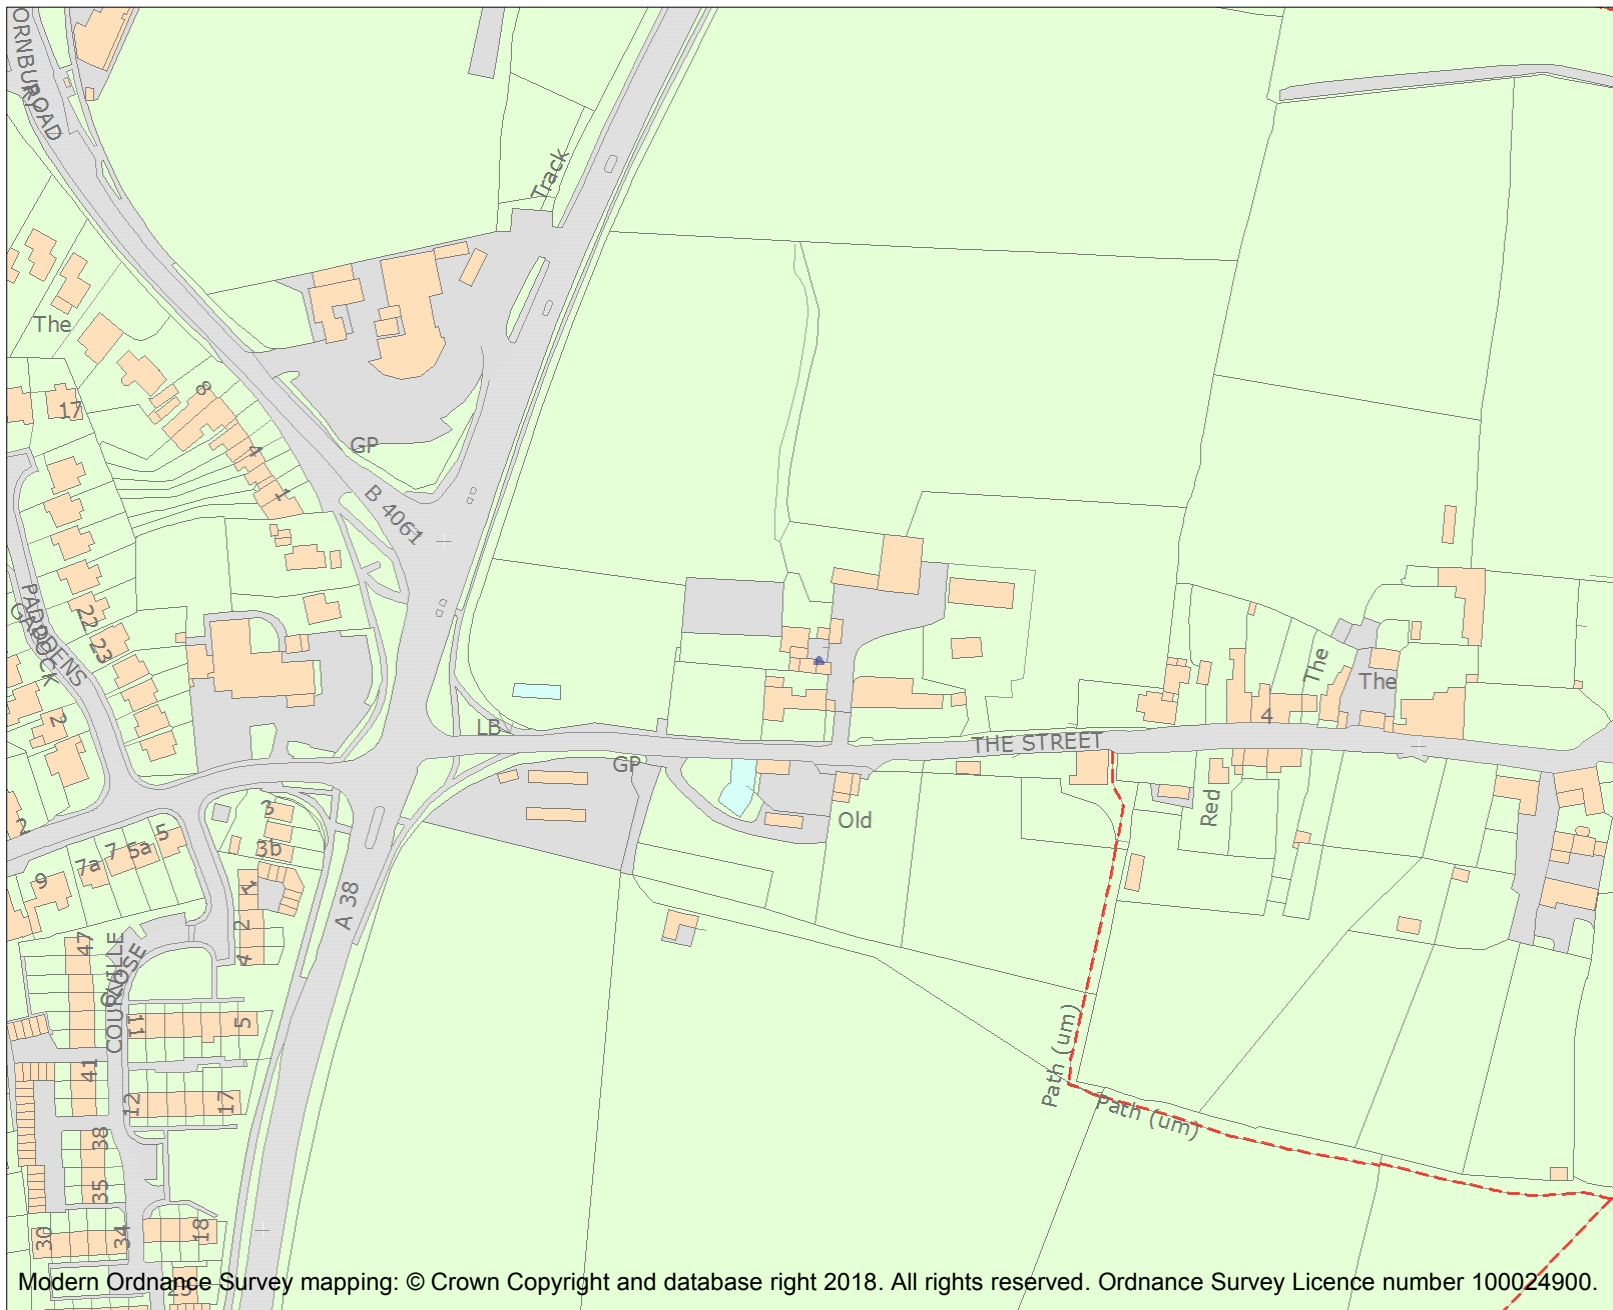 ORNBURY
ROAD
Track
The
17
8
4
1
GP
B 4061
PADDOCK
GARDENS
22
23
2
LB
THE STREET
GP
The
The
4
Red
Old
2
3
3b
5
5a
7
7a
9
1
2
4
A 38
47
COURVILLE
CLOSE
11
5
41
12
17
38
35
34
30
18
23
Path (um)
Path (um)
Modern Ordnance Survey mapping: © Crown Copyright and database right 2018. All rights reserved. Ordnance Survey Licence number 100024900.